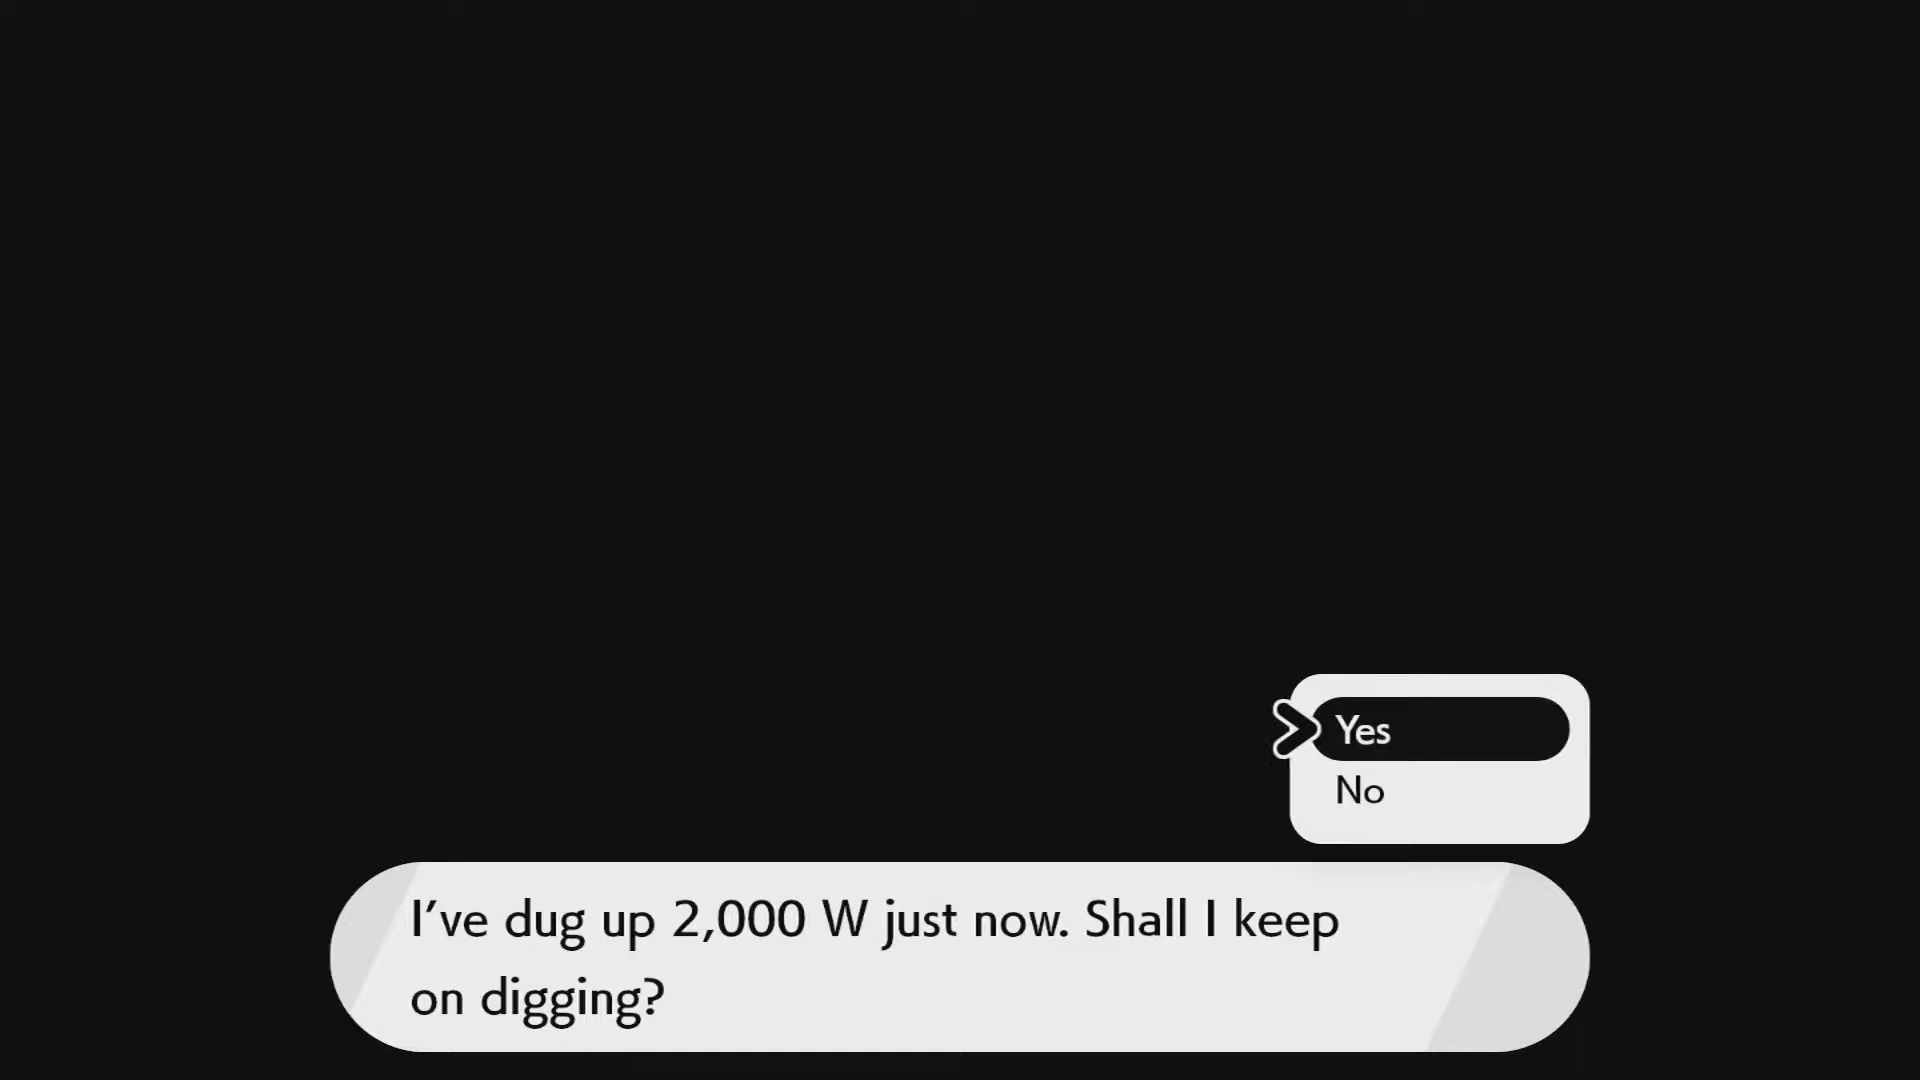 Yes
No
I've dug up 2,000 W just now. Shall I keep
on digging?